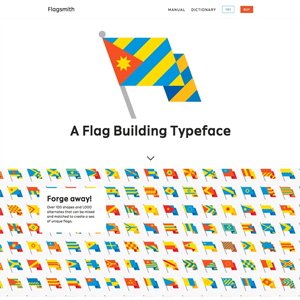 Flagsmith
MANUAL
DICTIONARY
TRY
BUY
A Flag Building Typeface
Forge away!
Over 100 shapes and 1,000
alternates that can be mixed
and matched to create a sea
of unique flags.